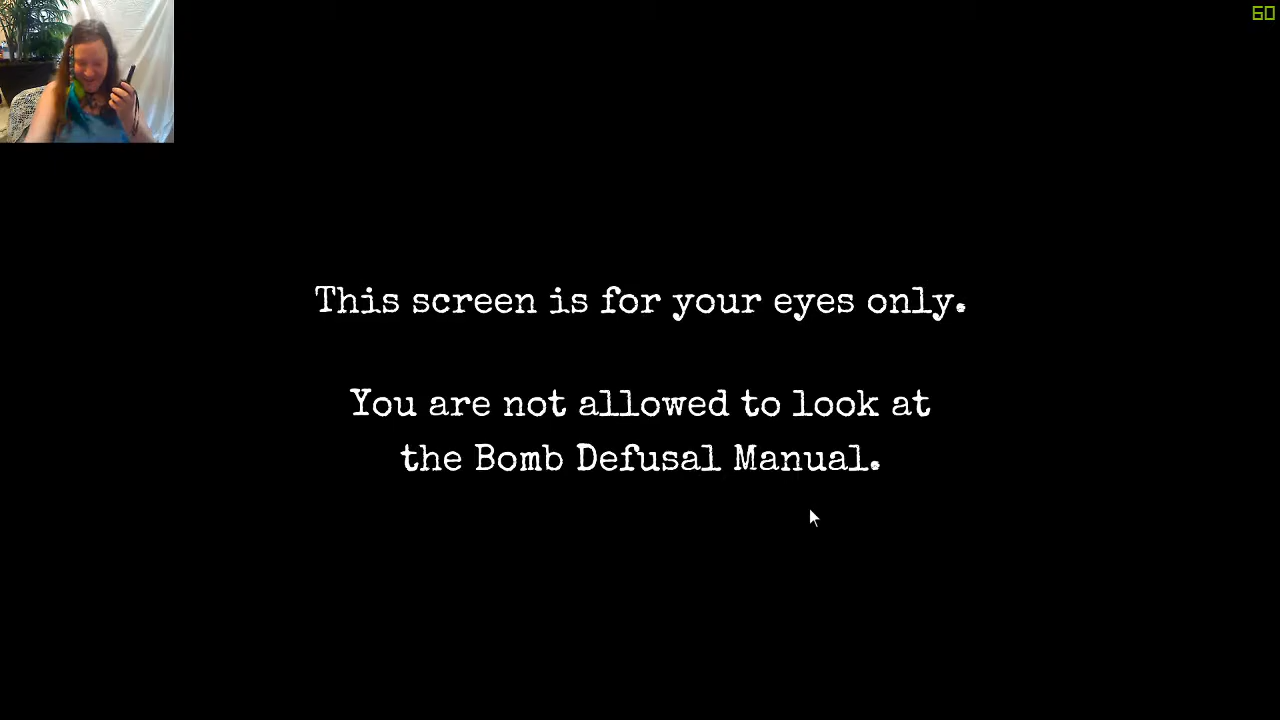 60
This screen is for your eyes only.
You are not allowed to look at
the Bomb Defusal Manual.